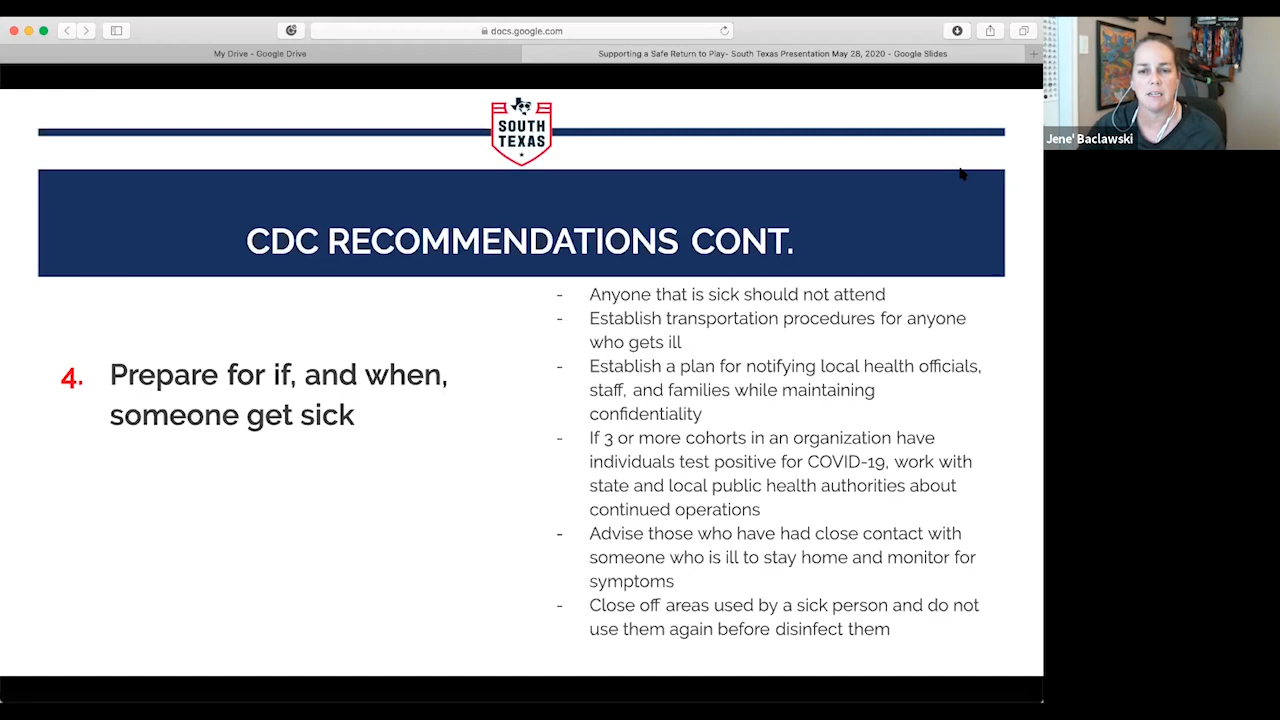 docs.google.com
My Drive - Google Drive
Supporting a Safe Return to Play- South Texas Presentation May 28, 2020 - Google Slides
Jene' Baclawski
SOUTH
TEXAS
CDC RECOMMENDATIONS CONT.
4. Prepare for if, and when,
someone get sick
- Anyone that is sick should not attend
- Establish transportation procedures for anyone
who gets ill
- Establish a plan for notifying local health officials,
staff, and families while maintaining
confidentiality
- If 3 or more cohorts in an organization have
individuals test positive for COVID-19, work with
state and local public health authorities about
continued operations
- Advise those who have had close contact with
someone who is ill to stay home and monitor for
symptoms
- Close off areas used by a sick person and do not
use them again before disinfect them